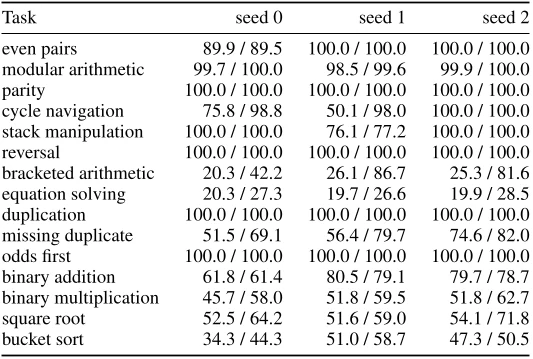 Task seed 0 seed 1 seed 2
even pairs 89.9 / 89.5 100.0 / 100.0 100.0 / 100.0
modular arithmetic 99.7 / 100.0 98.5 / 99.6 99.9 / 100.0
parity 100.0 / 100.0 100.0 / 100.0 100.0 / 100.0
cycle navigation 75.8 / 98.8 50.1 / 98.0 100.0 / 100.0
stack manipulation 100.0 / 100.0 76.1 / 77.2 100.0 / 100.0
reversal 100.0 / 100.0 100.0 / 100.0 100.0 / 100.0
bracketed arithmetic 20.3 / 42.2 26.1 / 86.7 25.3 / 81.6
equation solving 20.3 / 27.3 19.7 / 26.6 19.9 / 28.5
duplication 100.0 / 100.0 100.0 / 100.0 100.0 / 100.0
missing duplicate 51.5 / 69.1 56.4 / 79.7 74.6 / 82.0
odds first 100.0 / 100.0 100.0 / 100.0 100.0 / 100.0
binary addition 61.8 / 61.4 80.5 / 79.1 79.7 / 78.7
binary multiplication 45.7 / 58.0 51.8 / 59.5 51.8 / 62.7
square root 52.5 / 64.2 51.6 / 59.0 54.1 / 71.8
bucket sort 34.3 / 44.3 51.0 / 58.7 47.3 / 50.5